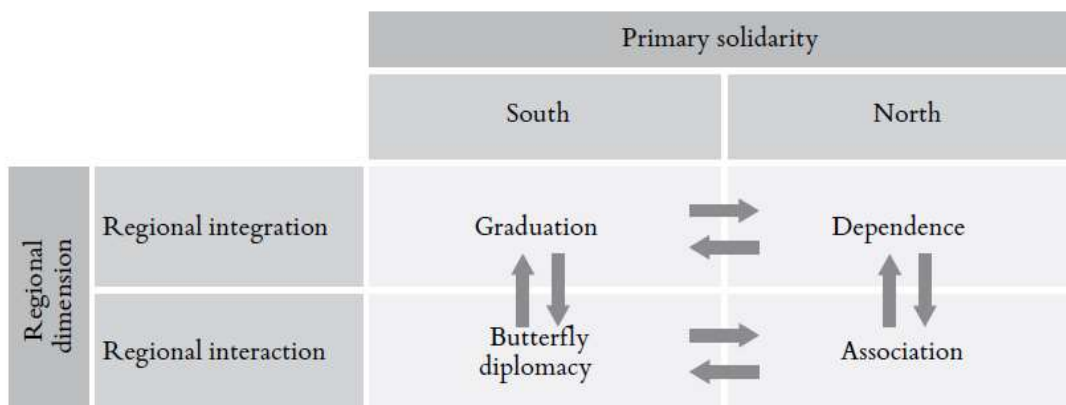 Primary solidarity
South
North
Regional
dimension
Regional integration
Graduation
Dependence
Regional interaction
Butterfly
diplomacy
Association